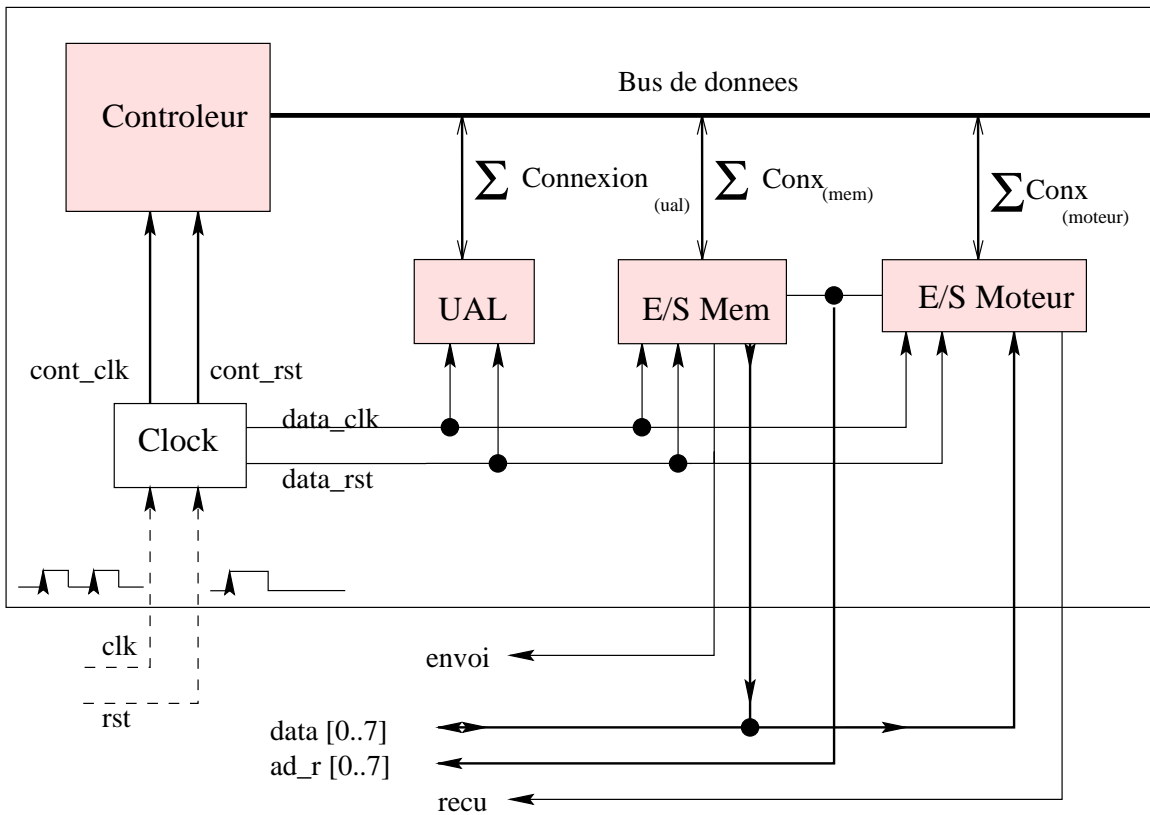 Bus de donnees
Controleur
Σ Connexion (ual)
Σ Conx (mem)
Σ Conx (moteur)
UAL
E/S Mem
E/S Moteur
cont_clk
cont_rst
Clock
data_clk
data_rst
clk
rst
envoi
data [0..7]
ad_r [0..7]
recu